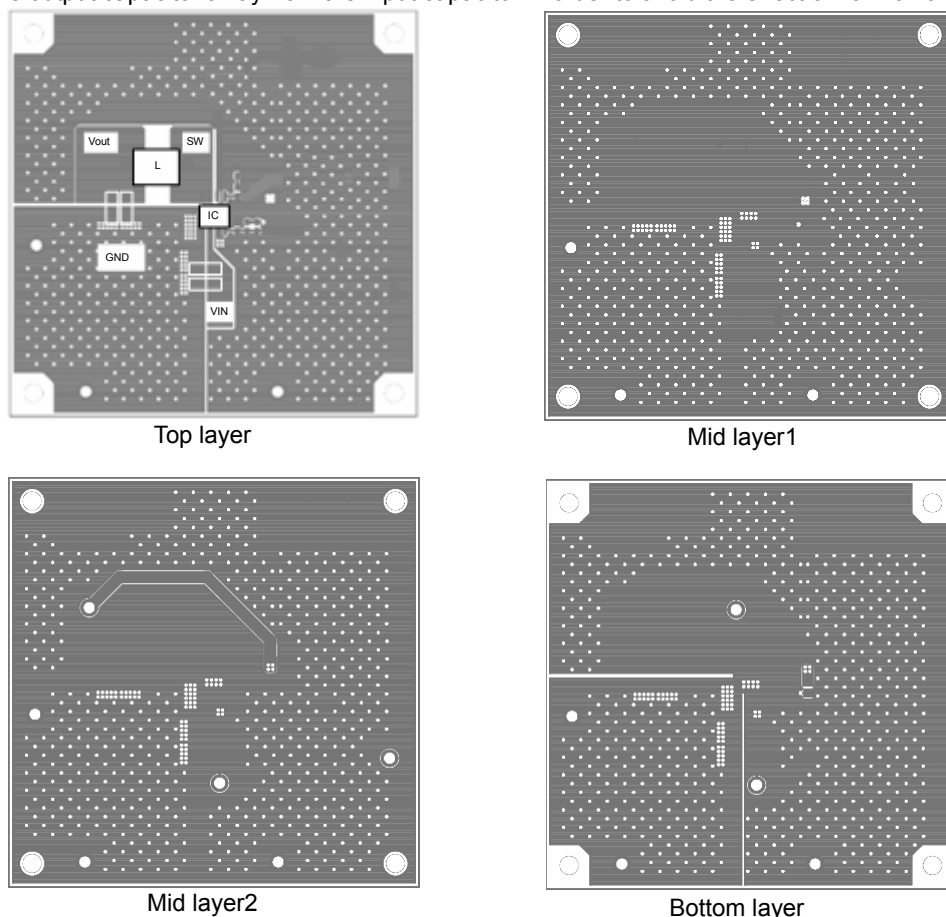 Vout SW
L
IC
GND
VIN
Top layer
Mid layer1
Mid layer2
Bottom layer